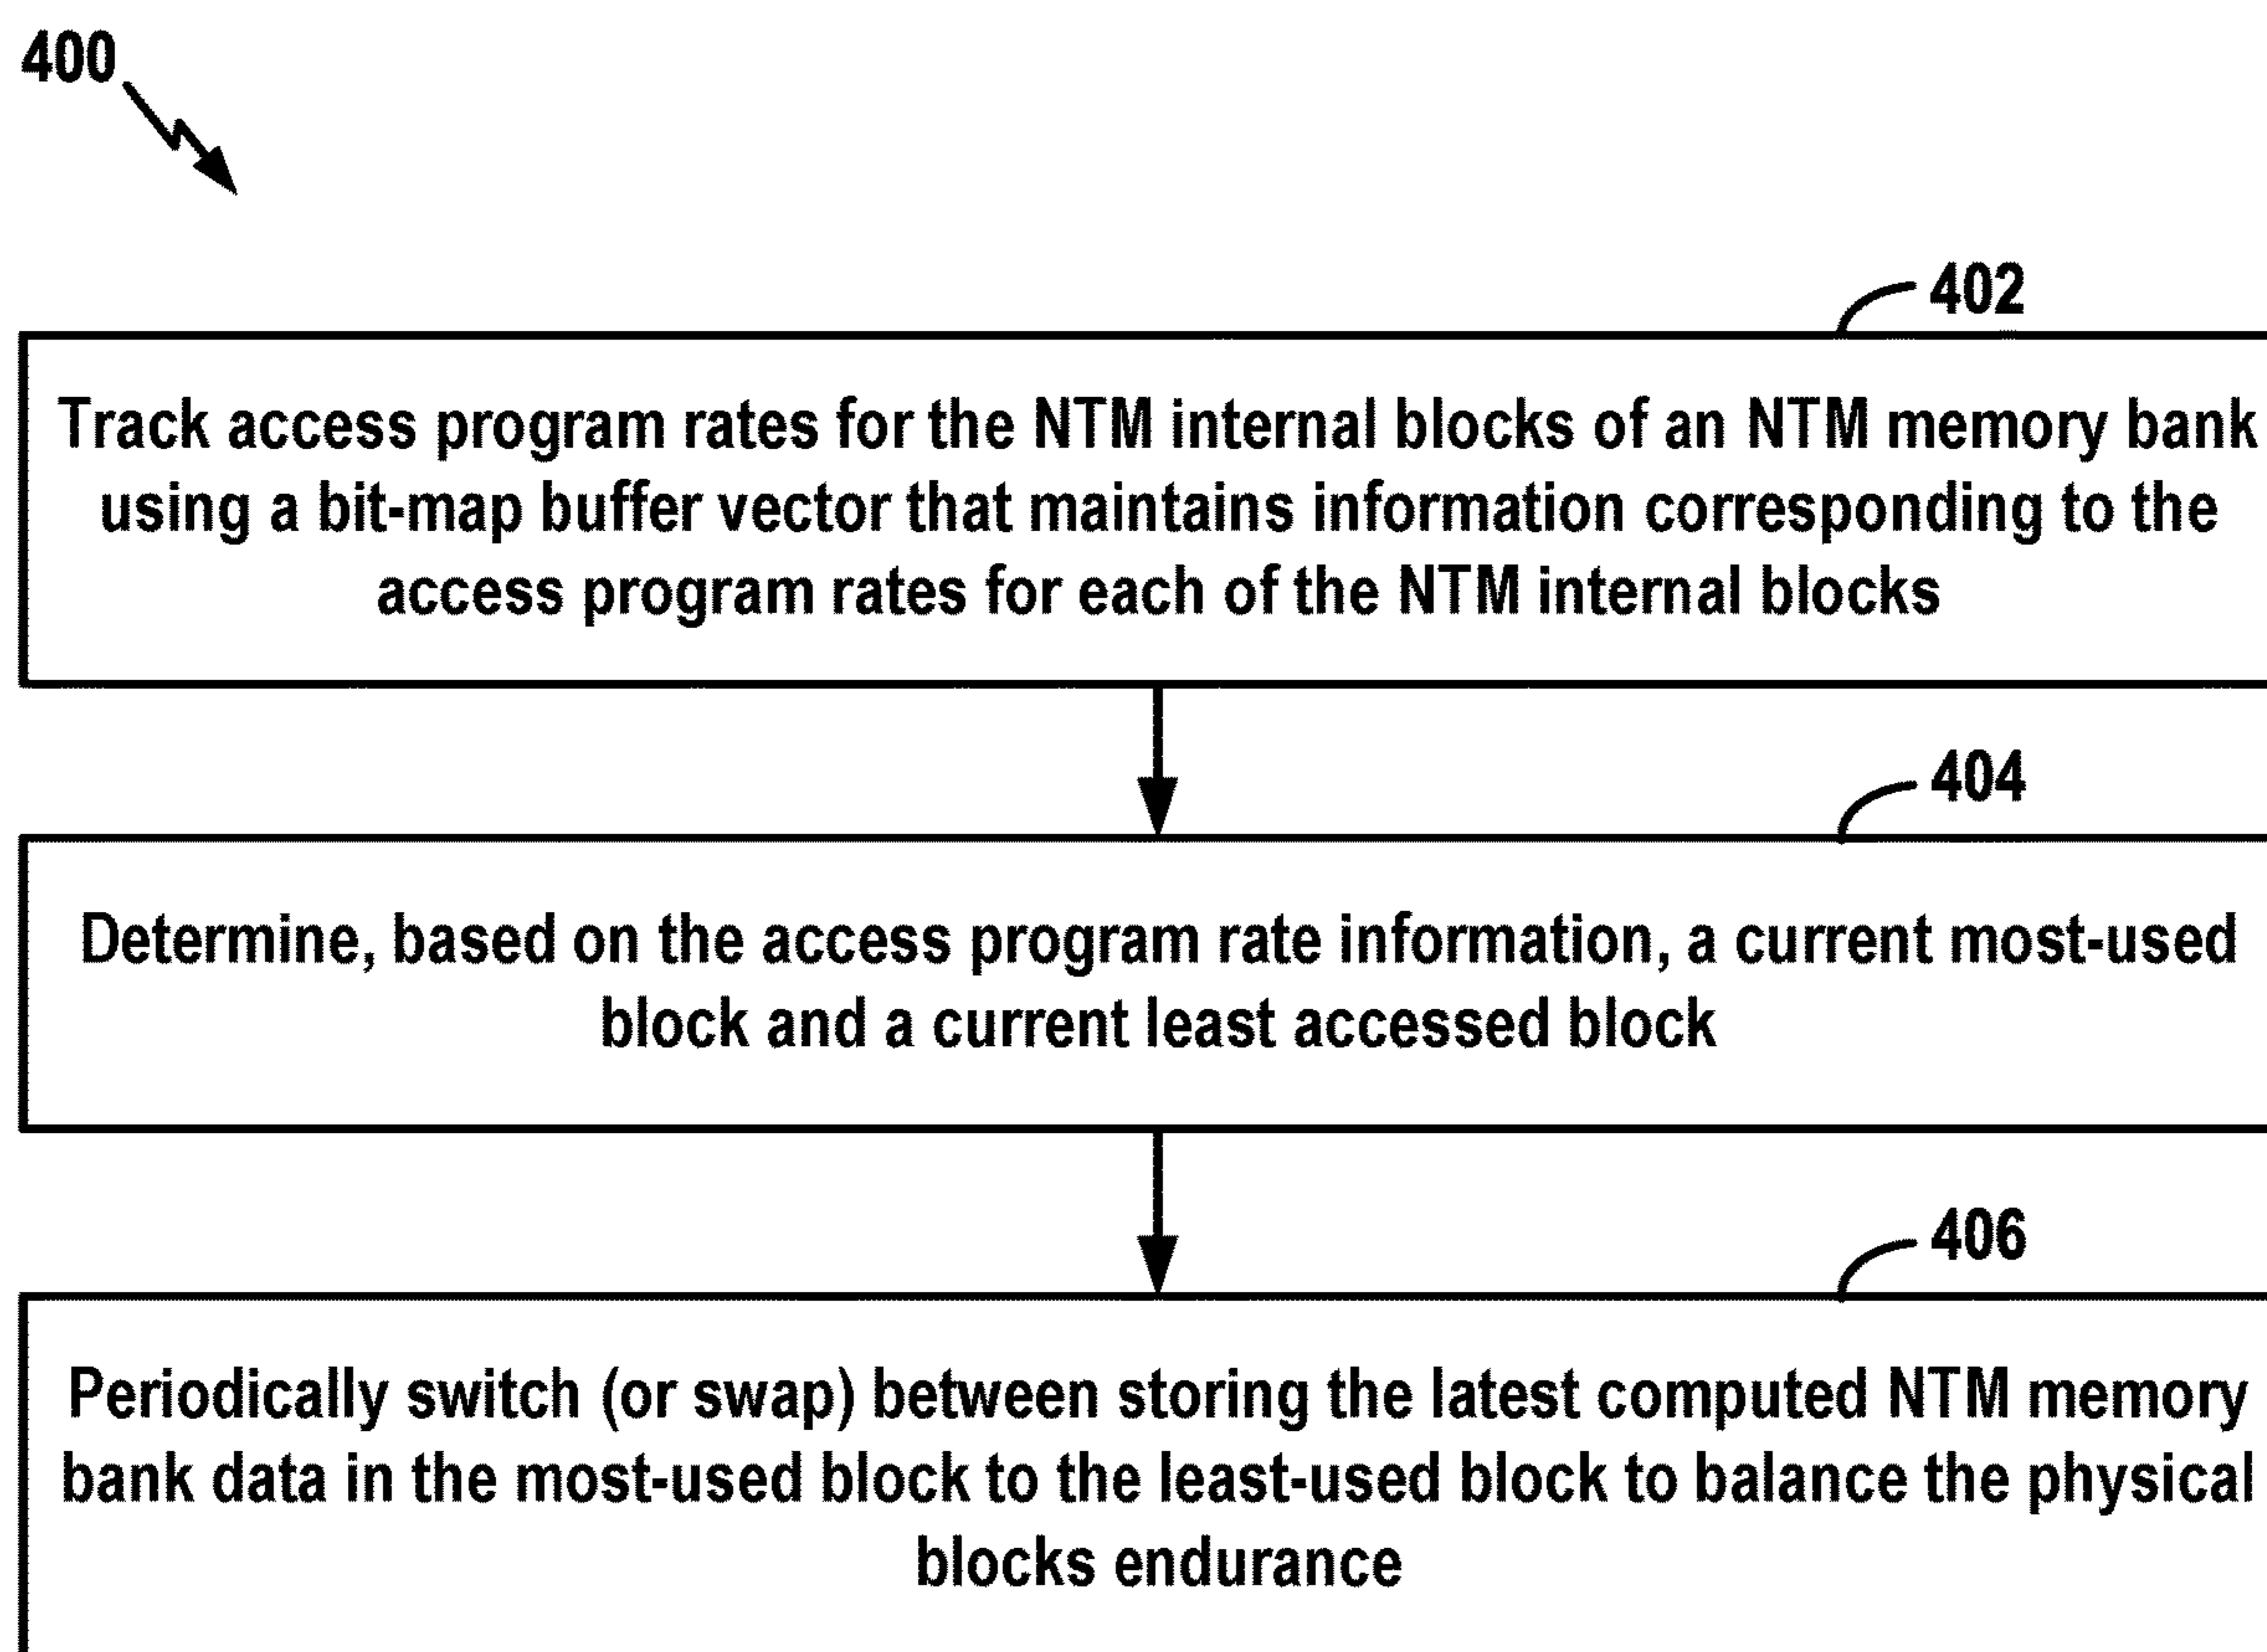 400
402
Track access program rates for the NTM internal blocks of an NTM memory bank
using a bit-map buffer vector that maintains information corresponding to the
access program rates for each of the NTM internal blocks
404
Determine, based on the access program rate information, a current most-used
block and a current least accessed block
406
Periodically switch (or swap) between storing the latest computed NTM memory
bank data in the most-used block to the least-used block to balance the physical
blocks endurance